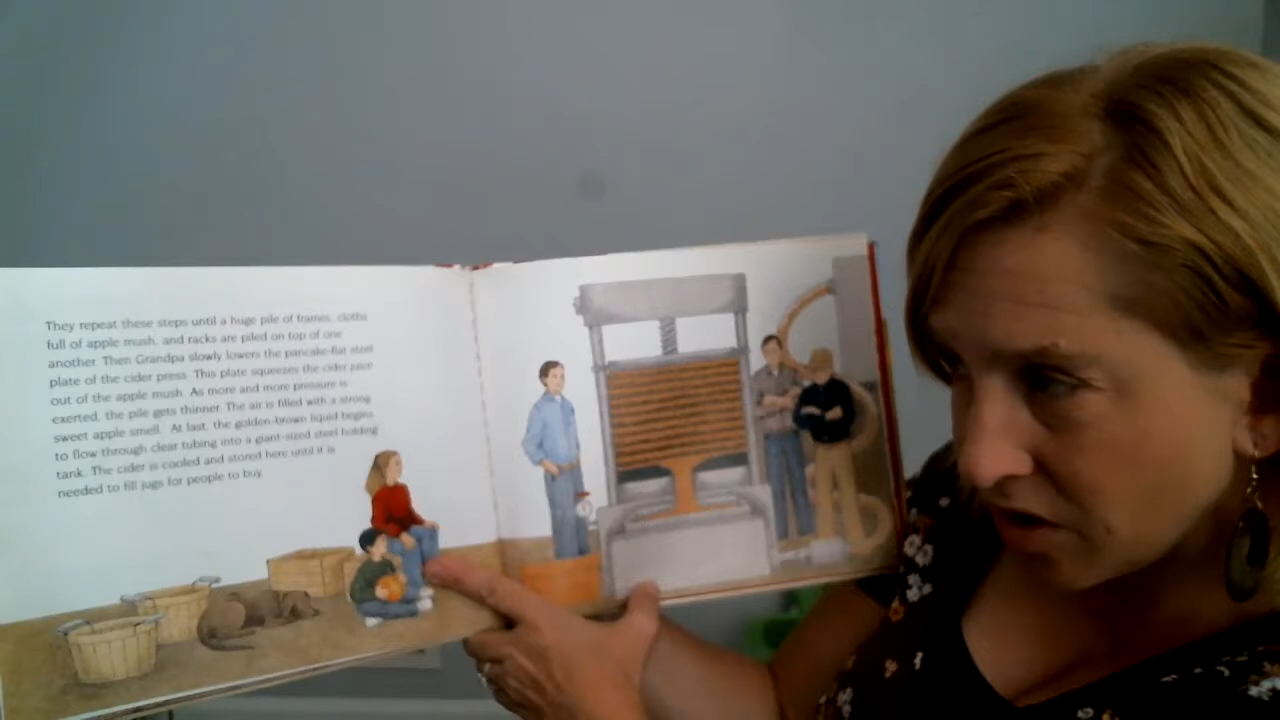 They repeat these steps until a huge pile of frames, cloths
full of apple mush, and racks are piled on top of one
another. Then Grandpa slowly lowers the pancake-flat steel
plate of the cider press. This plate squeezes the cider juice
out of the apple mush. As more and more pressure is
exerted, the pile gets thinner. The air is filled with a strong
sweet apple smell. At last, the golden-brown liquid begins
to flow through clear tubing into a giant-sized steel holding
tank. The cider is cooled and stored here until it is
needed to fill jugs for people to buy.